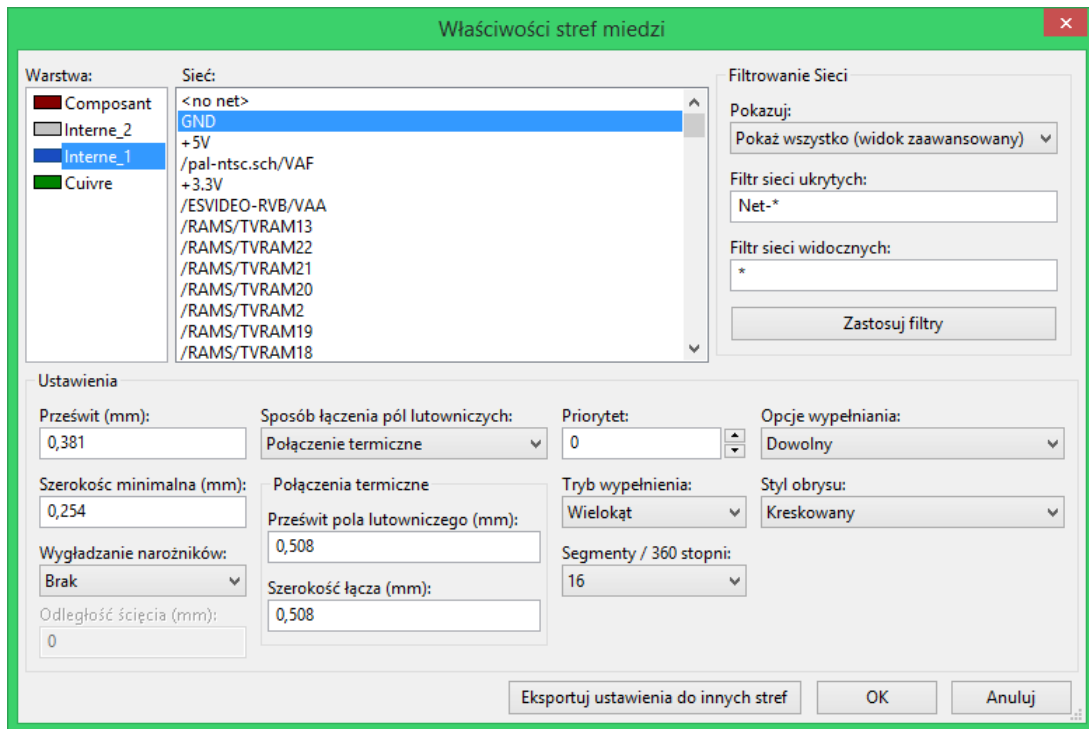 Właściwości stref miedzi
Warstwa:
Composant
Interne_2
Interne_1
Cuivre
Sieć:
<no net>
GND
+5V
/pal-ntsc.sch/VAF
+3.3V
/ESVIDEO-RVB/VAA
/RAMS/TVRAM13
/RAMS/TVRAM22
/RAMS/TVRAM21
/RAMS/TVRAM20
/RAMS/TVRAM2
/RAMS/TVRAM19
/RAMS/TVRAM18
Filtrowanie Sieci
Pokazuj:
Pokaż wszystko (widok zaawansowany)
Filtr sieci ukrytych:
Net-*
Filtr sieci widocznych:
*
Zastosuj filtry
Ustawienia
Prześwit (mm):
0,381
Szerokośc minimalna (mm):
0,254
Wygładzanie narożników:
Brak
Odległość ścięcia (mm):
0
Sposób łączenia pól lutowniczych:
Połączenie termiczne
Połączenia termiczne
Prześwit pola lutowniczego (mm):
0,508
Szerokość łącza (mm):
0,508
Priorytet:
0
Tryb wypełnienia:
Wielokąt
Segmenty / 360 stopni:
16
Opcje wypełniania:
Dowolny
Styl obrysu:
Kreskowany
Eksportuj ustawienia do innych stref
OK
Anuluj